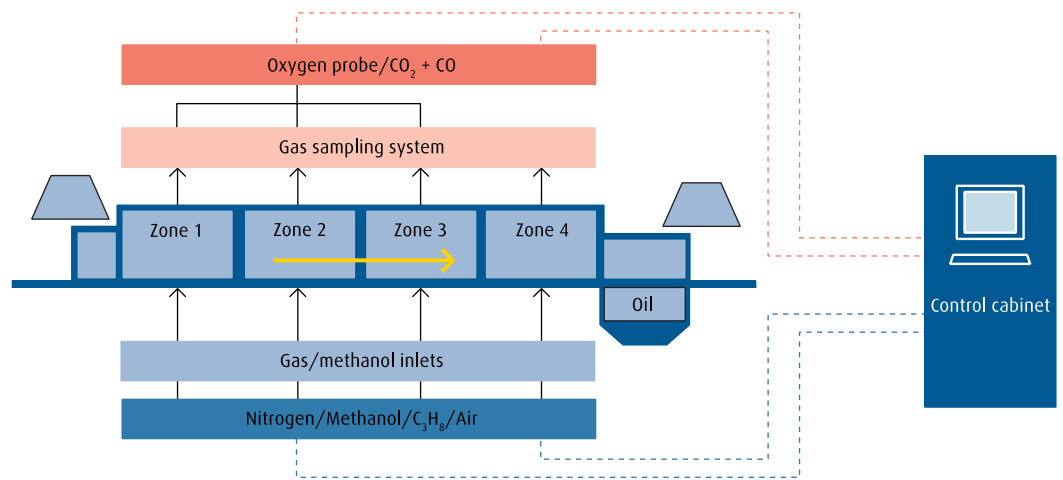 Oxygen probe/CO₂ + CO
Gas sampling system
Zone 1
Zone 2
Zone 3
Zone 4
Oil
Control cabinet
Gas/methanol inlets
Nitrogen/Methanol/C₃H₈/Air